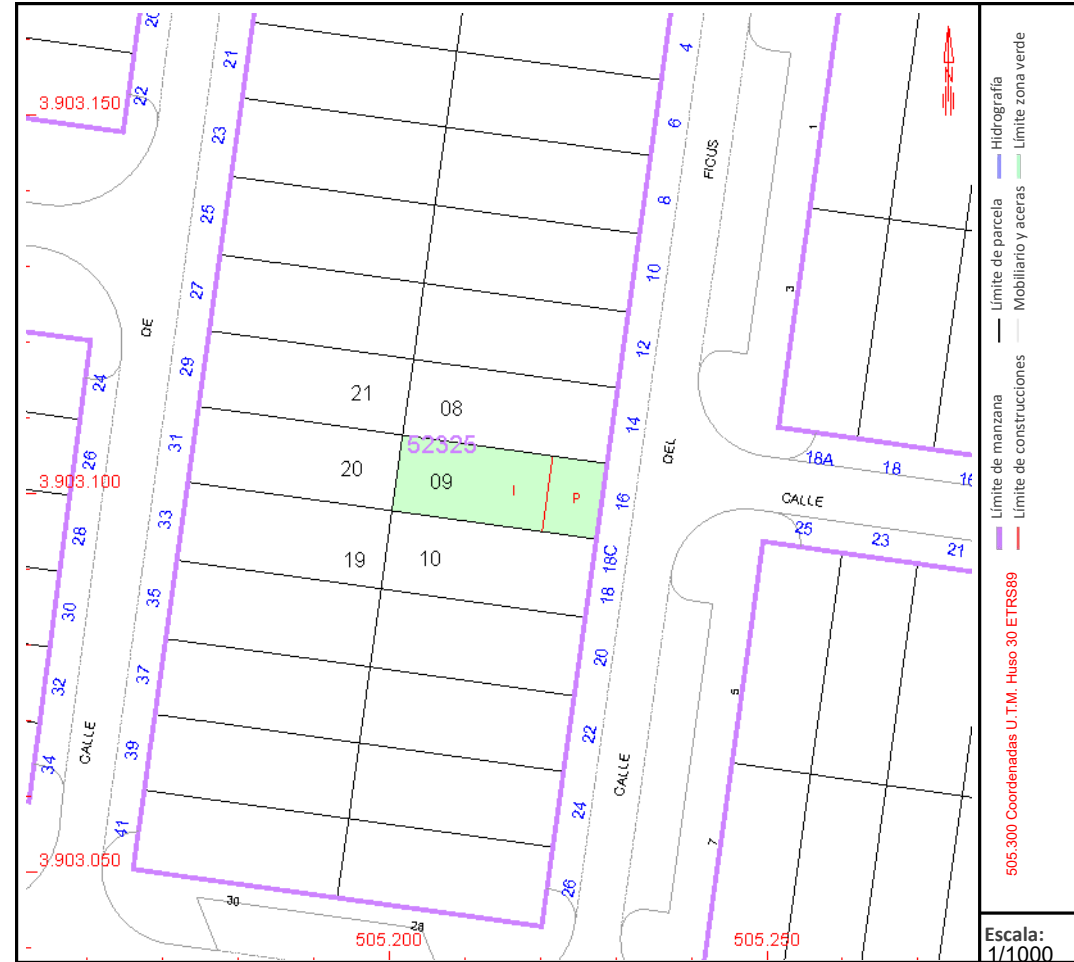 20
21
4
22
3.903.150
23
6
FICUS
1
8
25
10
27
3
DE
12
29
24
21
08
14
31
52325
DEL
26
20
09
I
P
18A
18
16
3.903.100
16
CALLE
28
33
25
23
21
19
10
18C
18
30
35
20
32
37
5
22
34
CALLE
39
CALLE
24
41
7
3.903.050
26
30
28
505.200
505.250
N
Límite de manzana
Límite de parcela
Hidrografía
Límite de construcciones
Mobiliario y aceras
Límite zona verde
505.300 Coordenadas U.T.M. Huso 30 ETRS89
Escala:
1/1000